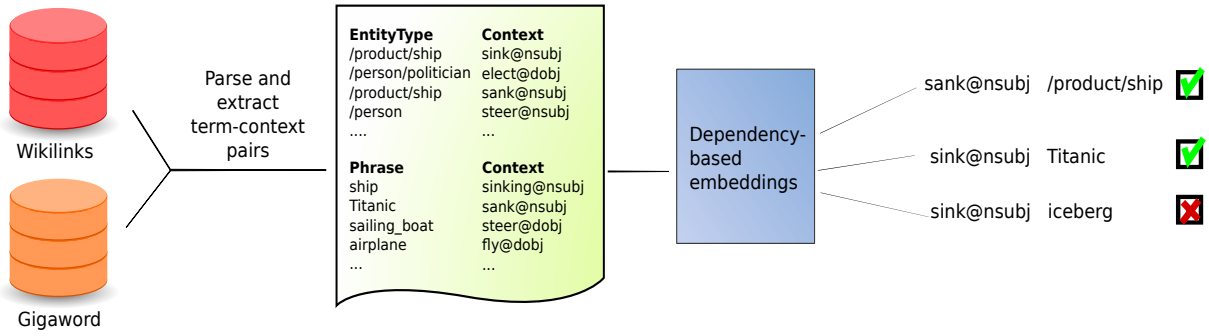 Wikilinks
Gigaword
Parse and
extract
term-context
pairs
EntityType Context
/product/ship sink@nsubj
/person/politician elect@dobj
/product/ship sank@nsubj
/person steer@nsubj
.... ...
Phrase Context
ship sinking@nsubj
Titanic sank@nsubj
sailing_boat steer@dobj
airplane fly@dobj
... ...
Dependency-
based
embeddings
sank@nsubj /product/ship
sink@nsubj Titanic
sink@nsubj iceberg